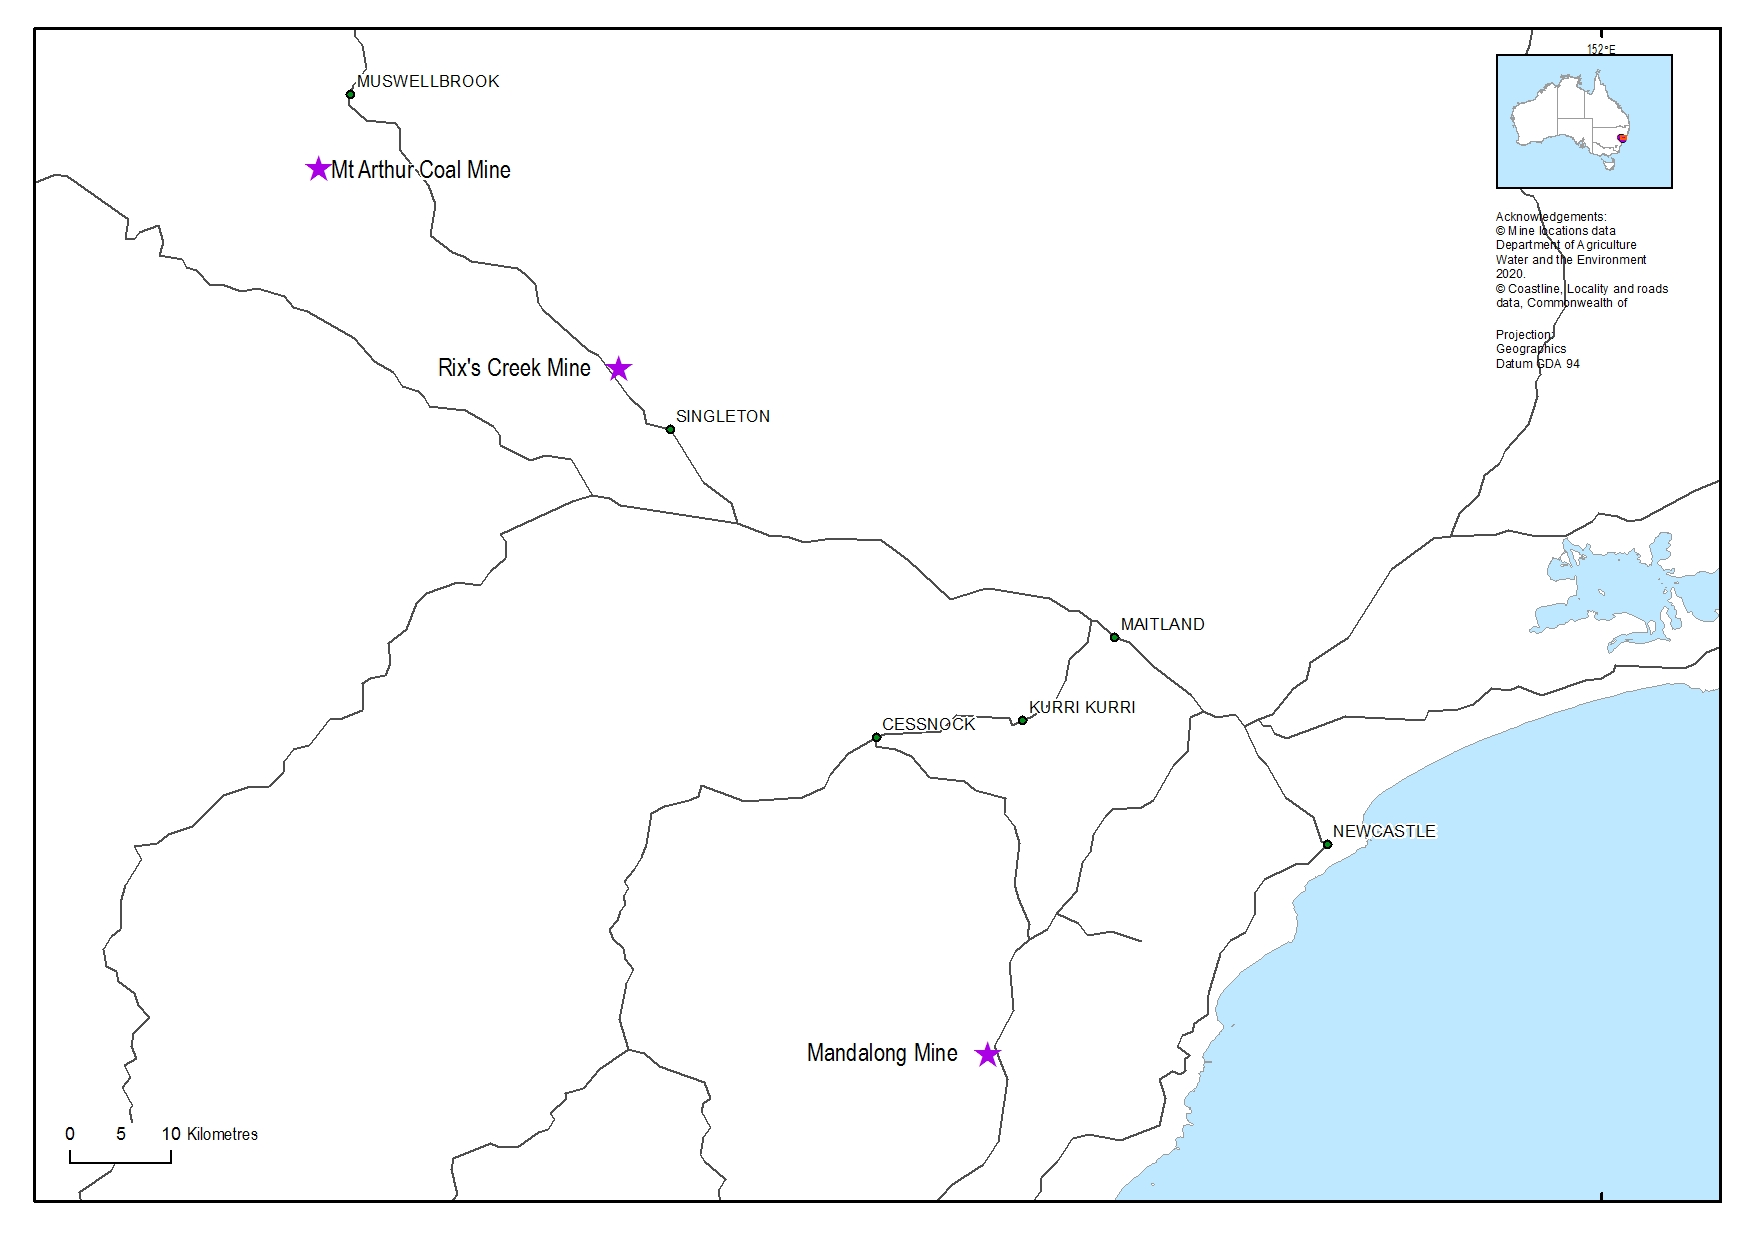 152°E
MUSWELLBROOK
Mt Arthur Coal Mine
Acknowledgements:
© Mine locations data
Department of Agriculture
Water and the Environment
2020.
© Coastline, Locality and roads
data, Commonwealth of
Projection:
Geographics
Datum GDA 94
Rix's Creek Mine
SINGLETON
MAITLAND
KURRI KURRI
CESSNOCK
NEWCASTLE
Mandalong Mine
0 5 10 Kilometres